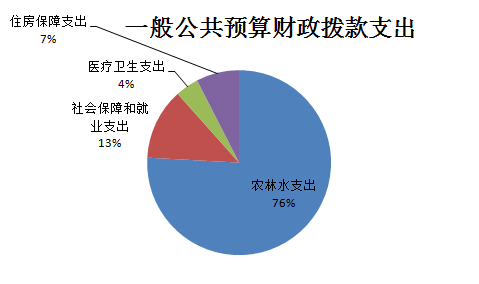 一般公共预算财政拨款支出
住房保障支出
7%
医疗卫生支出
4%
社会保障和就
业支出
13%
农林水支出
76%